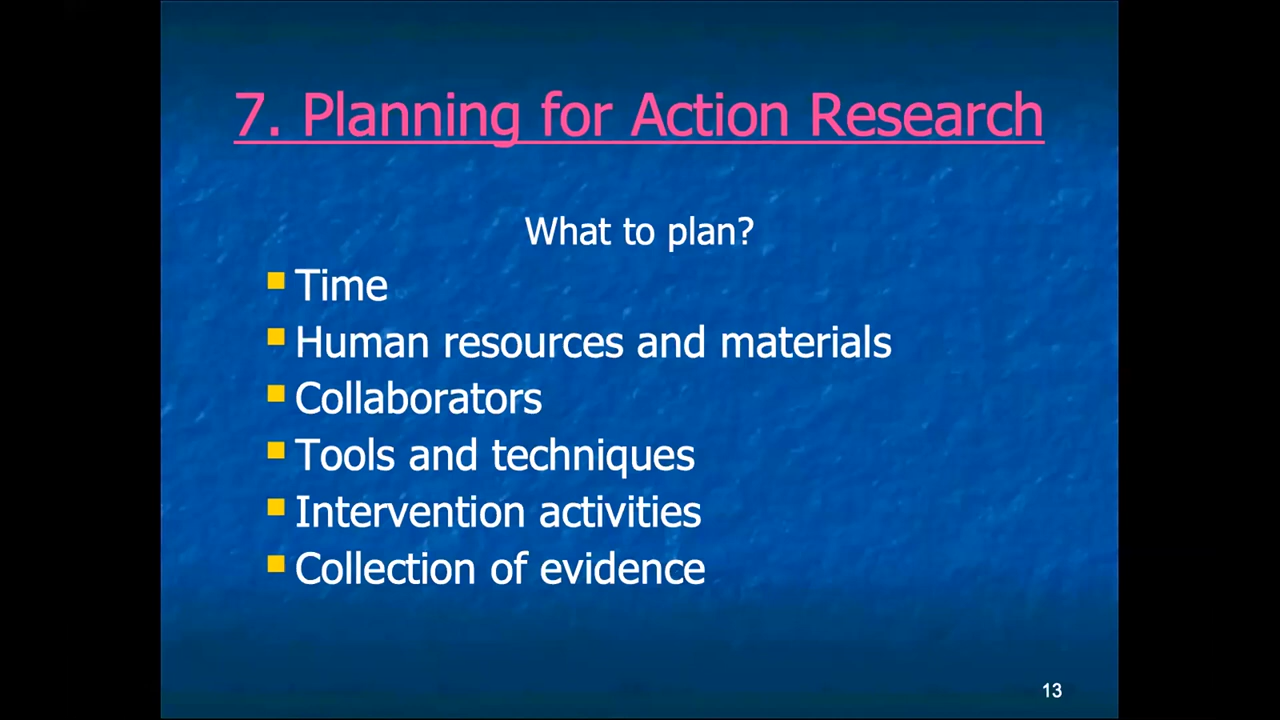 7. Planning for Action Research
What to plan?
Time
Human resources and materials
Collaborators
Tools and techniques
Intervention activities
Collection of evidence
13